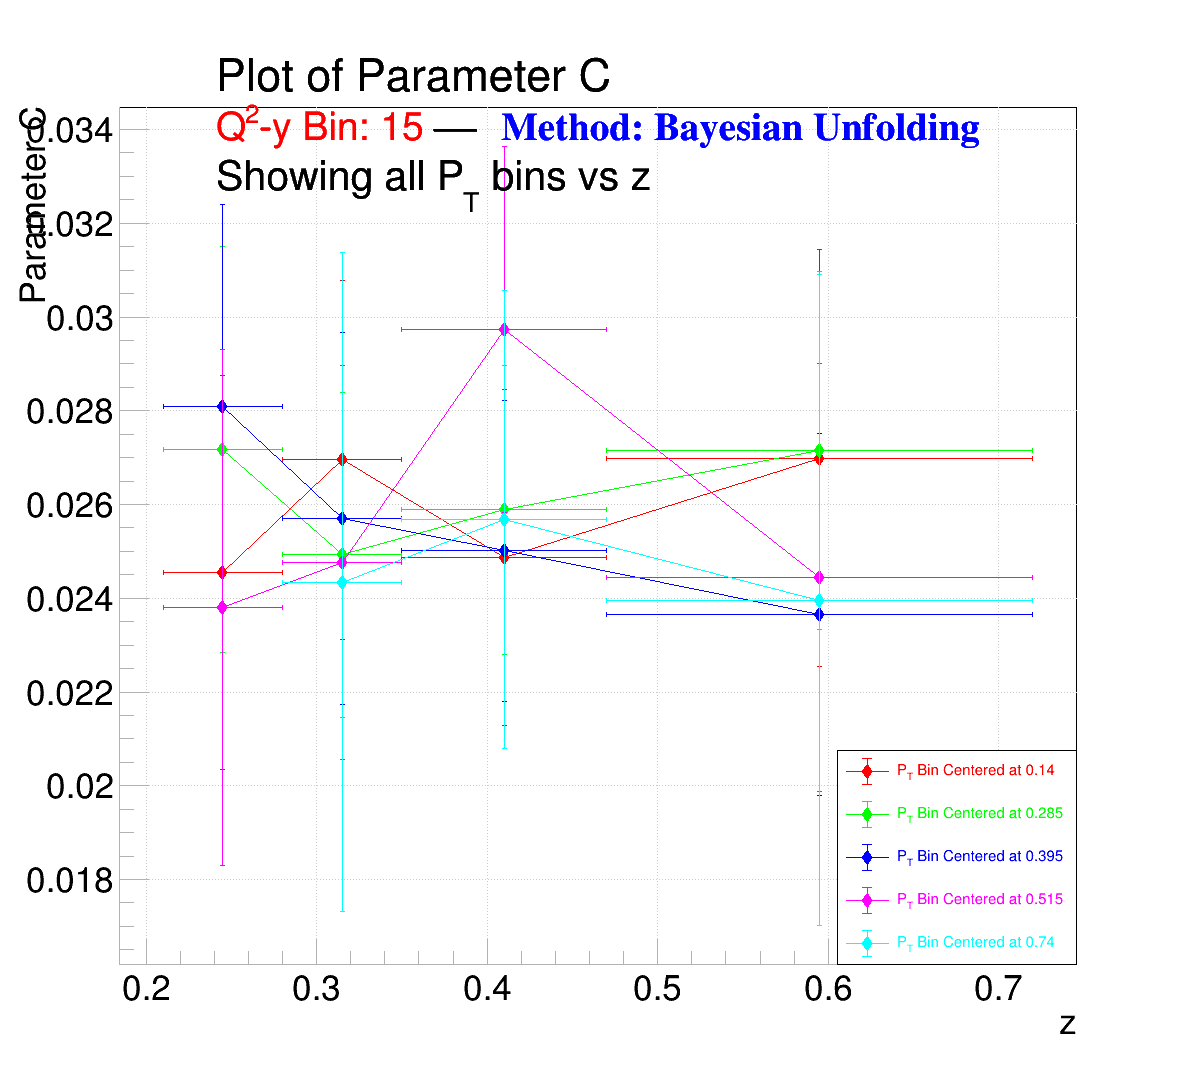 Plot of Parameter C
Q²-y Bin: 15 — Method: Bayesian Unfolding
Showing all P_T bins vs z
Parameter C
0.034
0.032
0.03
0.028
0.026
0.024
0.022
0.02
0.018
0.2 0.3 0.4 0.5 0.6 0.7
z
P_T Bin Centered at 0.14
P_T Bin Centered at 0.285
P_T Bin Centered at 0.395
P_T Bin Centered at 0.515
P_T Bin Centered at 0.74